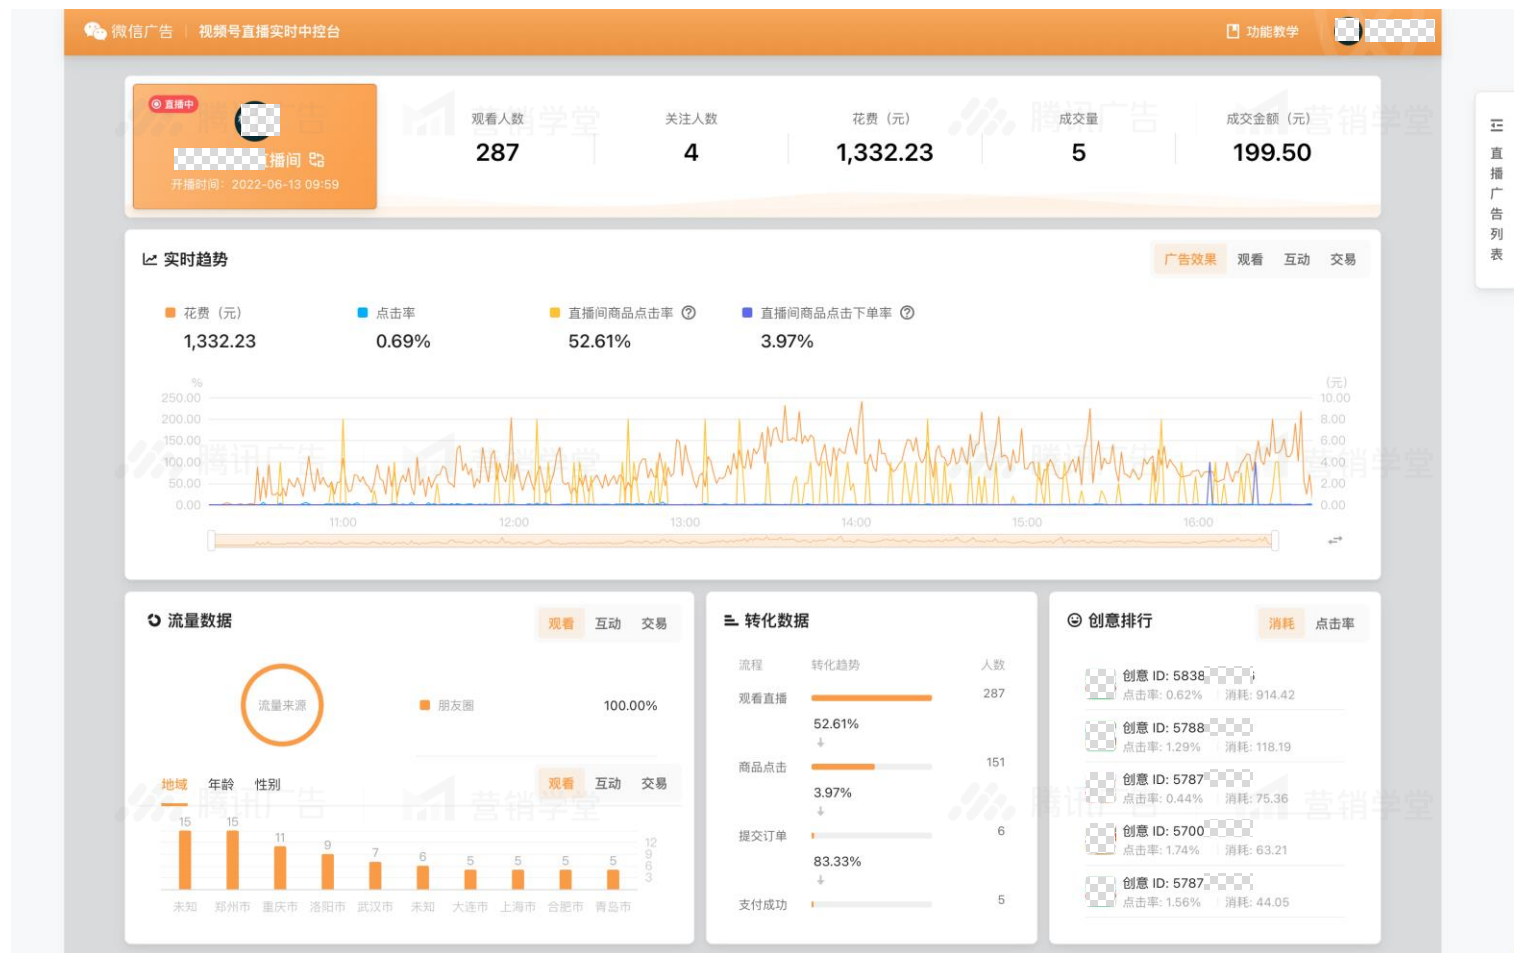 微信广告 | 视频号直播实时中控台
功能教学
直播中
直播间
开播时间：2022-06-13 09:59
观看人数
287
关注人数
4
花费（元）
1,332.23
成交量
5
成交金额（元）
199.50
直播广告列表
实时趋势
广告效果 观看 互动 交易
花费（元）
1,332.23
点击率
0.69%
直播间商品点击率 ?
52.61%
直播间商品点击下单率 ?
3.97%
% （元）
250.00 10.00
200.00 8.00
150.00 6.00
100.00 4.00
50.00 2.00
0.00 0.00
11:00 12:00 13:00 14:00 15:00 16:00
流量数据
观看 互动 交易
流量来源
朋友圈 100.00%
地域 年龄 性别
观看 互动 交易
15 15 11 9 7 6 5 5 5 5
12
9
6
3
未知 郑州市 重庆市 洛阳市 武汉市 未知 大连市 上海市 合肥市 青岛市
转化数据
流程 转化趋势 人数
观看直播 287
52.61%
商品点击 151
3.97%
提交订单 6
83.33%
支付成功 5
创意排行
消耗 点击率
创意 ID: 5838
点击率: 0.62% 消耗: 914.42
创意 ID: 5788
点击率: 1.29% 消耗: 118.19
创意 ID: 5787
点击率: 0.44% 消耗: 75.36
创意 ID: 5700
点击率: 1.74% 消耗: 63.21
创意 ID: 5787
点击率: 1.56% 消耗: 44.05
腾讯广告 营销学堂